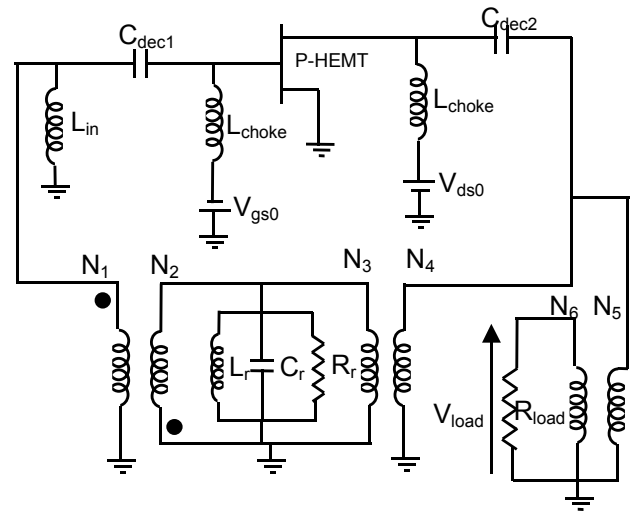 C_dec1
C_dec2
P-HEMT
L_in
L_choke
L_choke
V_gs0
V_ds0
N_1
N_2
N_3
N_4
N_6
N_5
L_r
C_r
R_r
V_load
R_load